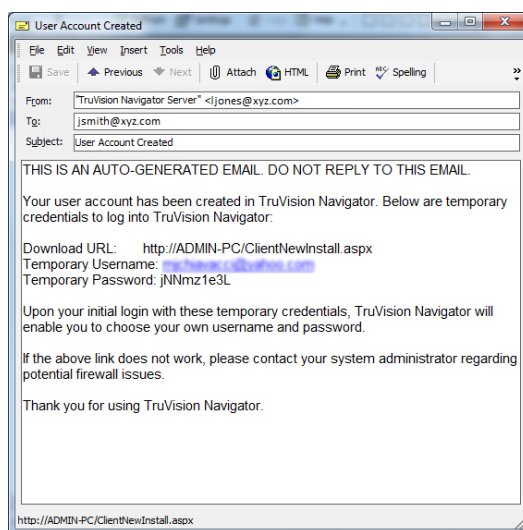 User Account Created
File Edit View Insert Tools Help
Save Previous Next Attach HTML Print Spelling »
From: "TruVision Navigator Server" <ljones@xyz.com>
To: jsmith@xyz.com
Subject: User Account Created
THIS IS AN AUTO-GENERATED EMAIL. DO NOT REPLY TO THIS EMAIL.
Your user account has been created in TruVision Navigator. Below are temporary
credentials to log into TruVision Navigator:
Download URL: http://ADMIN-PC/ClientNewInstall.aspx
Temporary Username:
Temporary Password: jNNmz1e3L
Upon your initial login with these temporary credentials, TruVision Navigator will
enable you to choose your own username and password.
If the above link does not work, please contact your system administrator regarding
potential firewall issues.
Thank you for using TruVision Navigator.
http://ADMIN-PC/ClientNewInstall.aspx